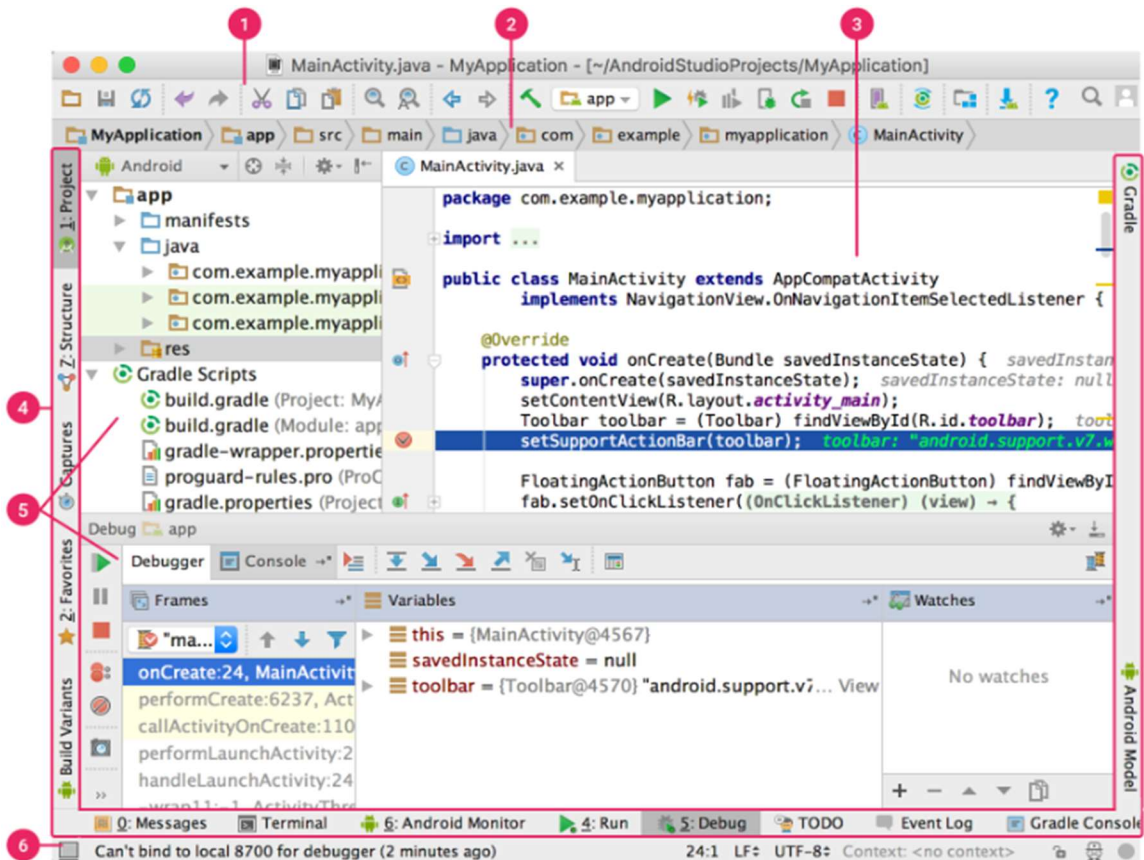 1
2
3
MainActivity.java - MyApplication - [~/AndroidStudioProjects/MyApplication]
app
?
MyApplication app src main java com example myapplication MainActivity
1: Project
Z: Structure
Captures
2: Favorites
Build Variants
4
5
6
Android
app
manifests
java
com.example.myappli
com.example.myappli
com.example.myappli
res
Gradle Scripts
build.gradle (Project: MyA
build.gradle (Module: app
gradle-wrapper.propertie
proguard-rules.pro (ProC
gradle.properties (Project
MainActivity.java ×
package com.example.myapplication;
import ...
public class MainActivity extends AppCompatActivity
implements NavigationView.OnNavigationItemSelectedListener {
@Override
protected void onCreate(Bundle savedInstanceState) { savedInstan
super.onCreate(savedInstanceState); savedInstanceState: null
setContentView(R.layout.activity_main);
Toolbar toolbar = (Toolbar) findViewById(R.id.toolbar); tool
setSupportActionBar(toolbar); toolbar: "android.support.v7.w
FloatingActionButton fab = (FloatingActionButton) findViewByI
fab.setOnClickListener((OnClickListener) (view) → {
Gradle
Android Model
Debug app
Debugger Console
Frames Variables Watches
"ma...
onCreate:24, MainActivit
performCreate:6237, Act
callActivityOnCreate:110
performLaunchActivity:2
handleLaunchActivity:24
-wrap11:-1, ActivityThre
this = {MainActivity@4567}
savedInstanceState = null
toolbar = {Toolbar@4570} "android.support.v7... View
No watches
0: Messages Terminal 6: Android Monitor 4: Run 5: Debug TODO Event Log Gradle Console
Can't bind to local 8700 for debugger (2 minutes ago) 24:1 LF UTF-8 Context: <no context>